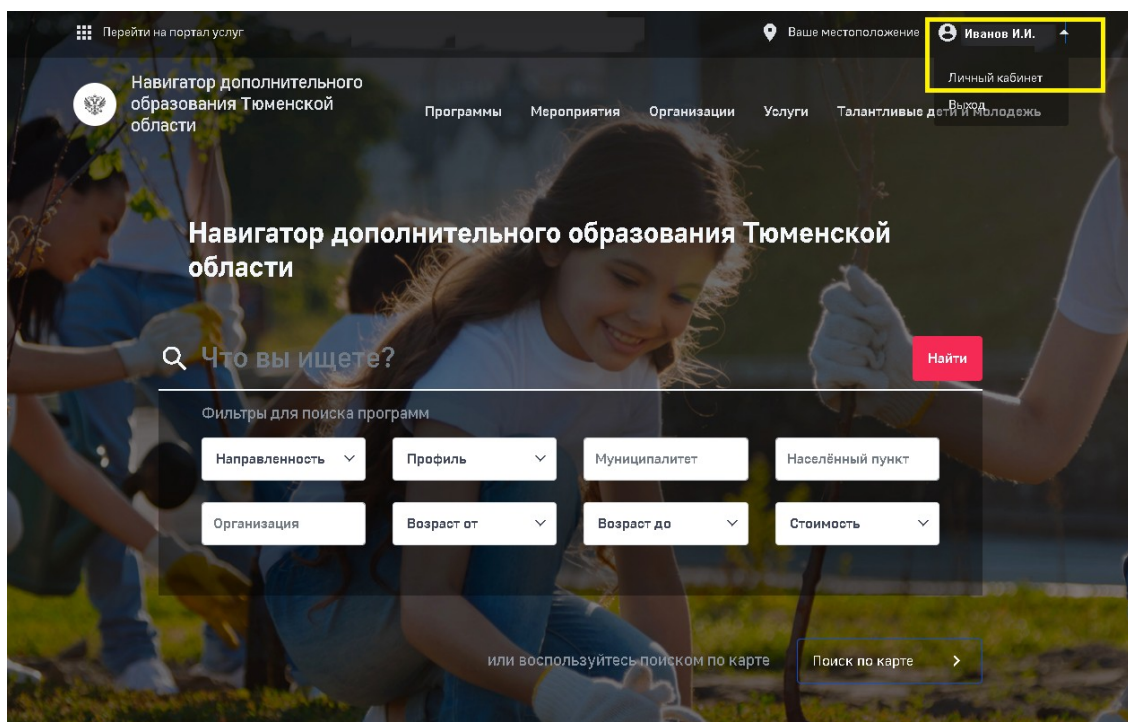 Перейти на портал услуг
Ваше местоположение
Иванов И.И.
Личный кабинет
Выход
Навигатор дополнительного
образования Тюменской
области
Программы Мероприятия Организации Услуги Талантливые дети и молодежь
Навигатор дополнительного образования Тюменской
области
Что вы ищете?
Найти
Фильтры для поиска программ
Направленность Профиль Муниципалитет Населённый пункт
Организация Возраст от Возраст до Стоимость
или воспользуйтесь поиском по карте
Поиск по карте